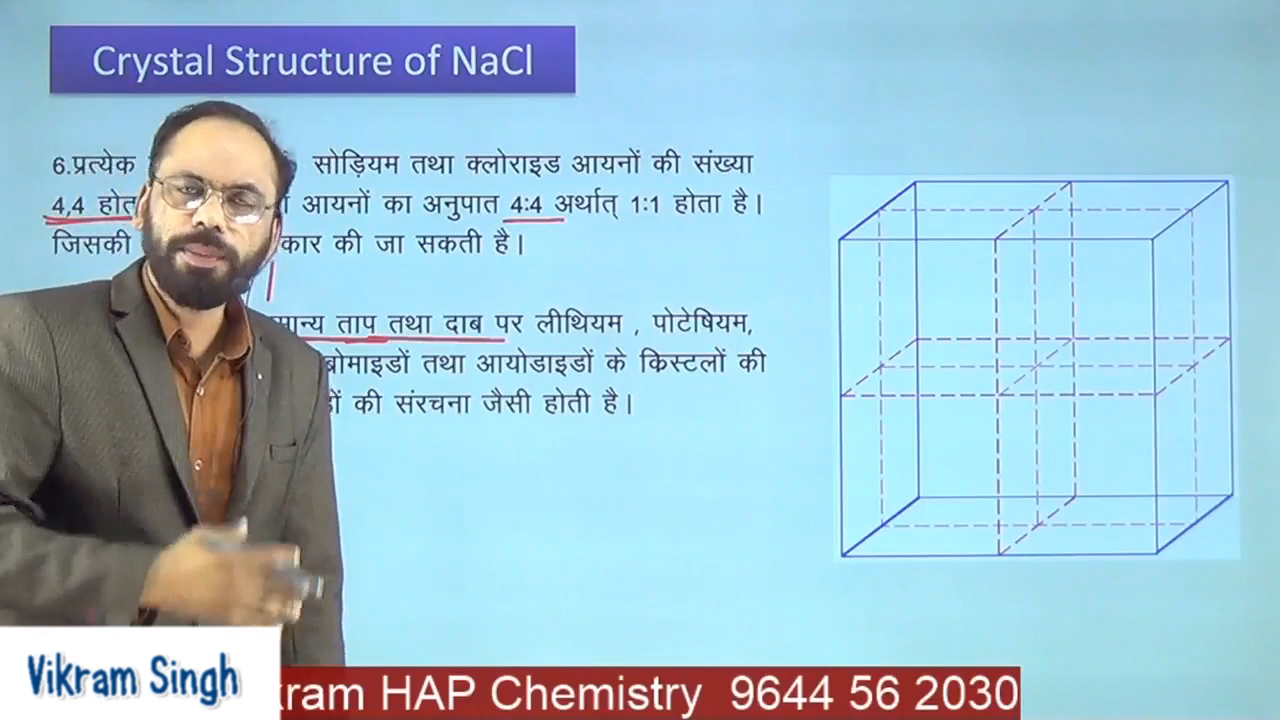 Crystal Structure of NaCl
6.प्रत्येक सोड़ियम तथा क्लोराइड आयनों की संख्या
4,4 होत आयनों का अनुपात 4:4 अर्थात् 1:1 होता है।
जिसकी कार की जा सकती है।
मान्य ताप तथा दाब पर लीथियम , पोटेषियम,
ब्रोमाइडों तथा आयोडाइडों के क्रिस्टलों की
की संरचना जैसी होती है।
Vikram Singh
kram HAP Chemistry 9644 56 2030